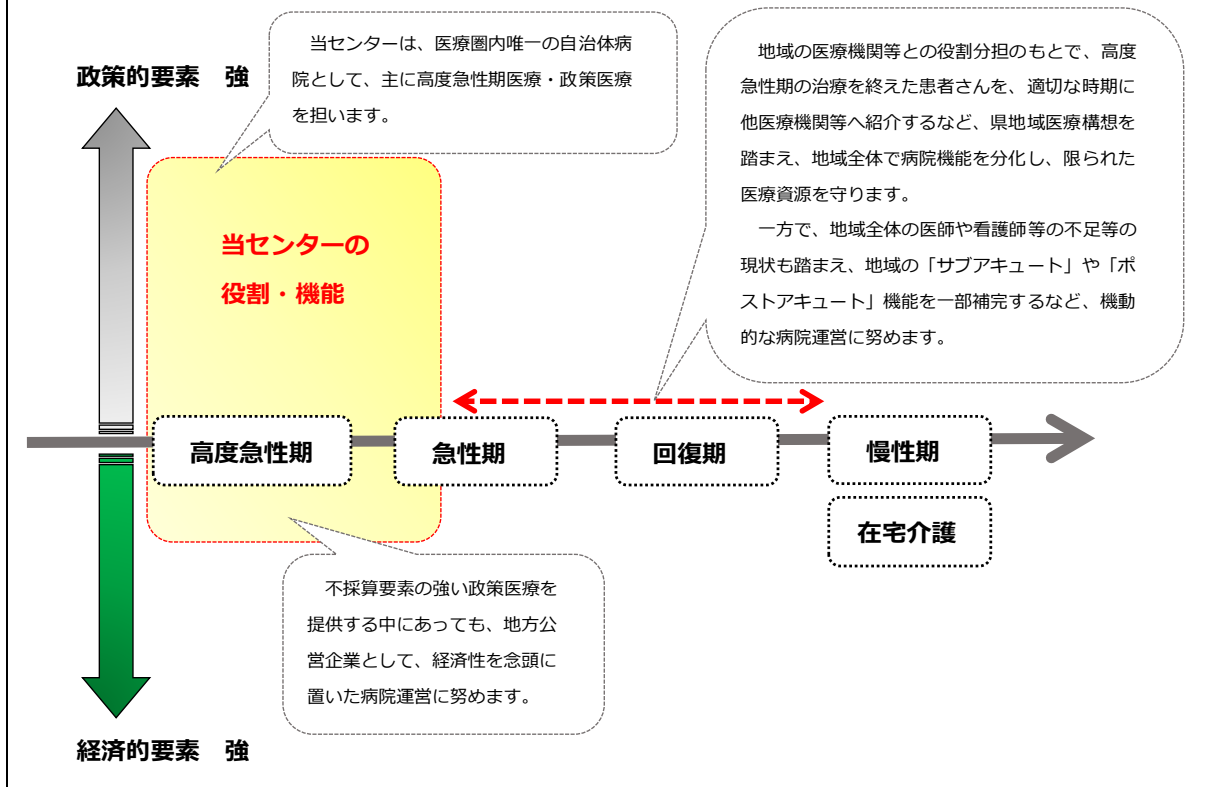 政策的要素　強
　当センターは、医療圏内唯一の自治体病
院として、主に高度急性期医療・政策医療
を担います。
　地域の医療機関等との役割分担のもとで、高度
急性期の治療を終えた患者さんを、適切な時期に
他医療機関等へ紹介するなど、県地域医療構想を
踏まえ、地域全体で病院機能を分化し、限られた
医療資源を守ります。
　一方で、地域全体の医師や看護師等の不足等の
現状も踏まえ、地域の「サブアキュート」や「ポ
ストアキュート」機能を一部補完するなど、機動
的な病院運営に努めます。
当センターの
役割・機能
高度急性期
急性期
回復期
慢性期
在宅介護
　不採算要素の強い政策医療を
提供する中にあっても、地方公
営企業として、経済性を念頭に
置いた病院運営に努めます。
経済的要素　強